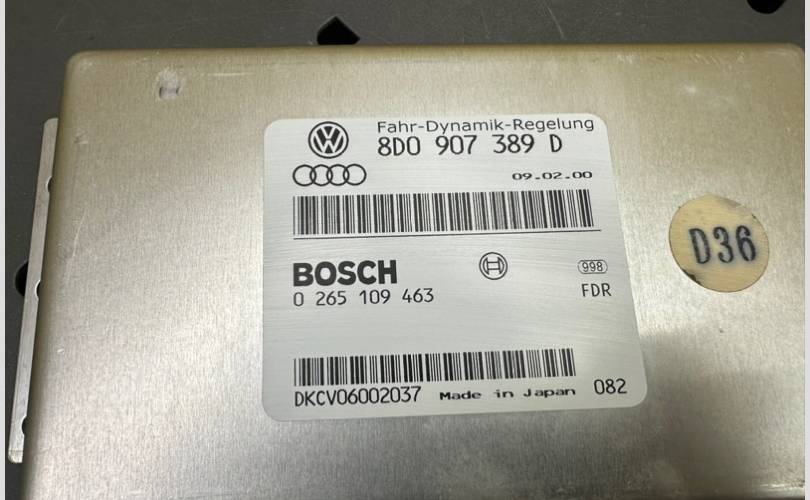 Fahr-Dynamik-Regelung
8D0 907 389 D
09.02.00
BOSCH
0 265 109 463
998
FDR
DKCV06002037 Made in Japan 082
D36